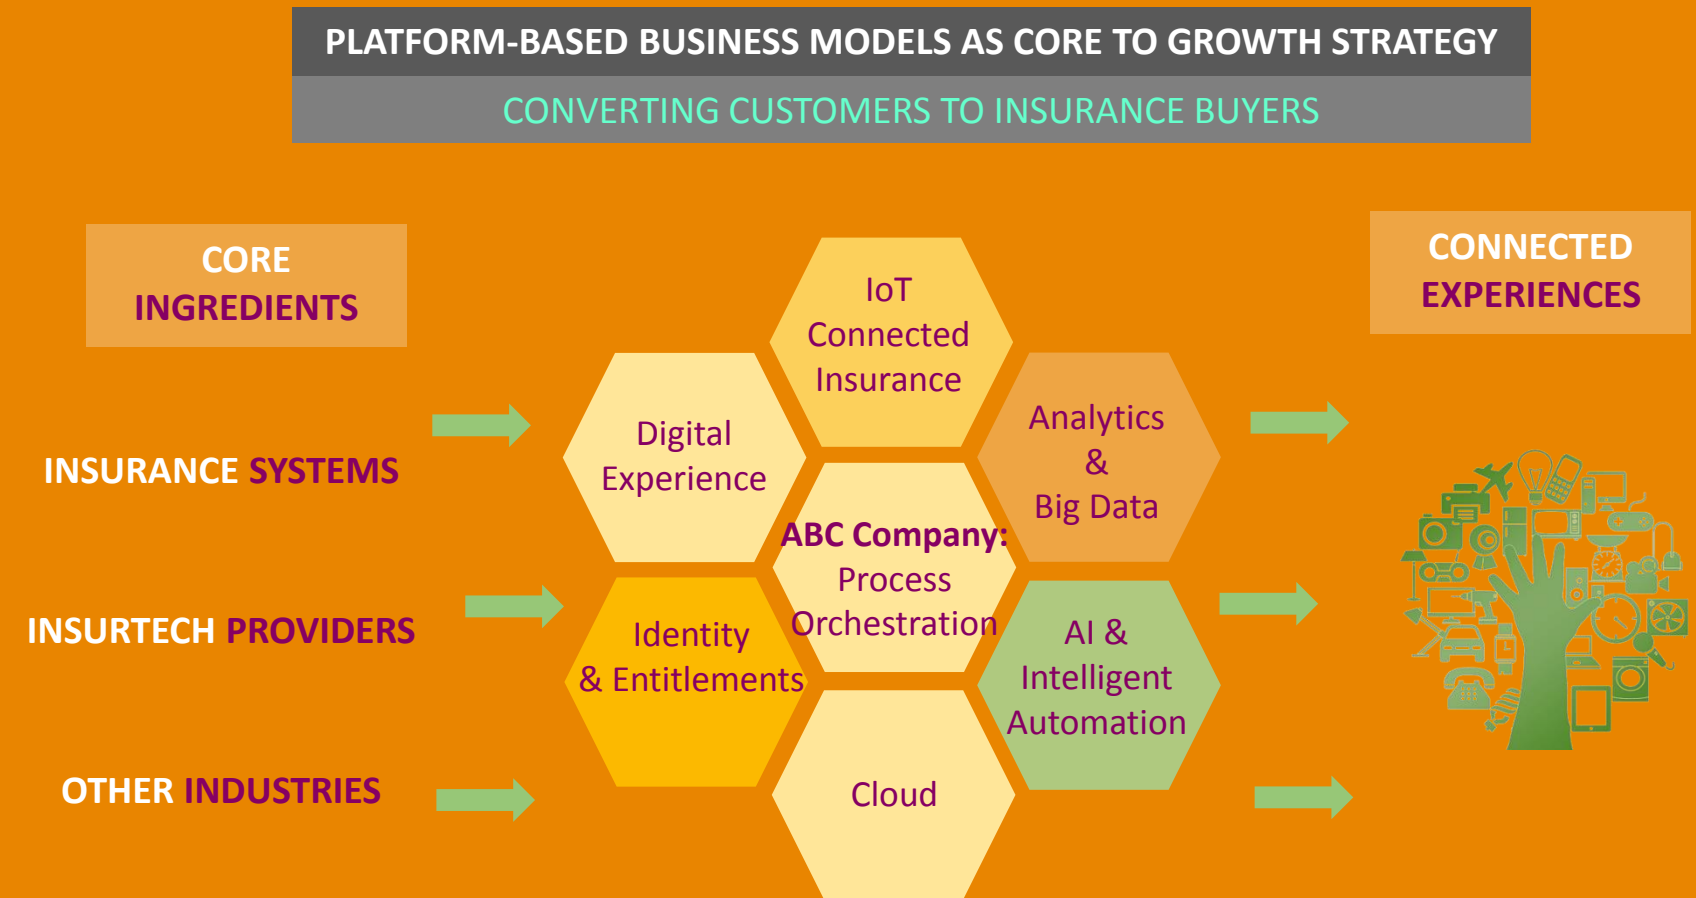 PLATFORM-BASED BUSINESS MODELS AS CORE TO GROWTH STRATEGY
CONVERTING CUSTOMERS TO INSURANCE BUYERS
CORE
INGREDIENTS
INSURANCE SYSTEMS
INSURTECH PROVIDERS
OTHER INDUSTRIES
Digital
Experience
Identity
& Entitlements
IoT
Connected
Insurance
ABC Company:
Process
Orchestration
Cloud
Analytics
&
Big Data
AI &
Intelligent
Automation
CONNECTED
EXPERIENCES